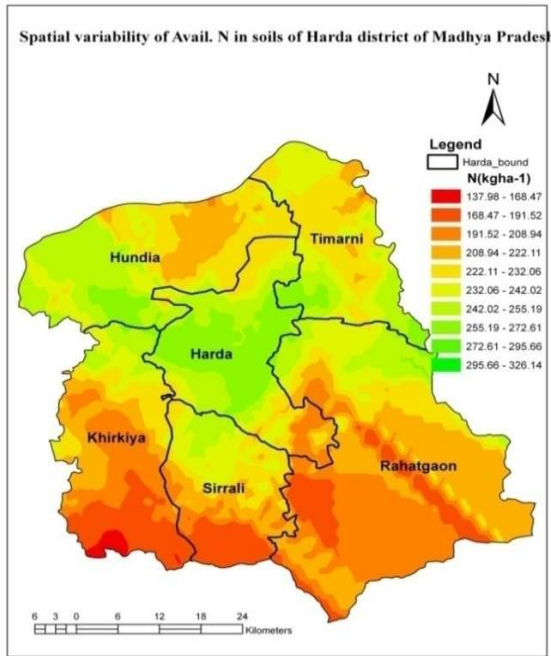 Spatial variability of Avail. N in soils of Harda district of Madhya Pradesh
N
Legend
Harda_bound
N(kgha-1)
137.98 - 168.47
168.47 - 191.52
191.52 - 208.94
208.94 - 222.11
222.11 - 232.06
232.06 - 242.02
242.02 - 255.19
255.19 - 272.61
272.61 - 295.66
295.66 - 326.14
Timarni
Hundia
Harda
Khirkiya
Rahatgaon
Sirrali
6 3 0 6 12 18 24
Kilometers